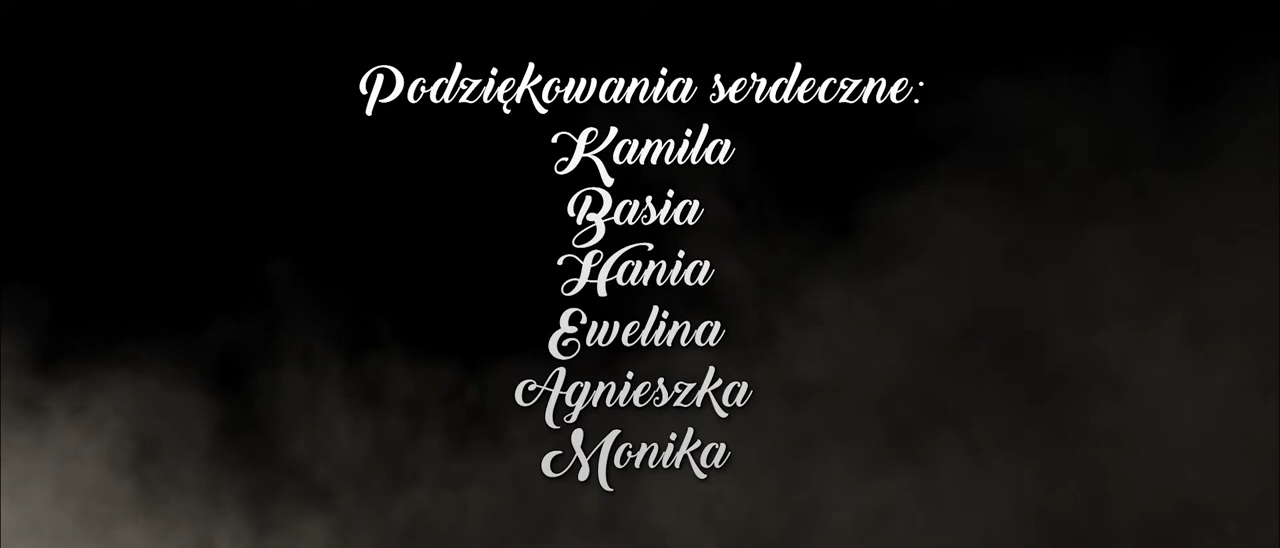 Podziękowania serdeczne:
Kamila
Basia
Hania
Ewelina
Agnieszka
Monika